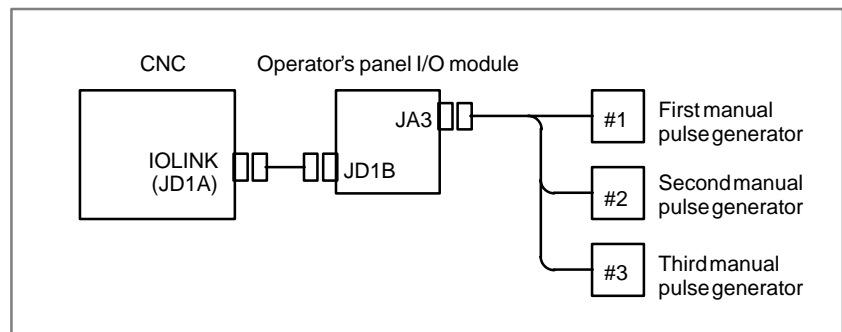 CNC
Operator's panel I/O module
JA3
IOLINK
(JD1A)
JD1B
#1
First manual
pulse generator
#2
Second manual
pulse generator
#3
Third manual
pulse generator